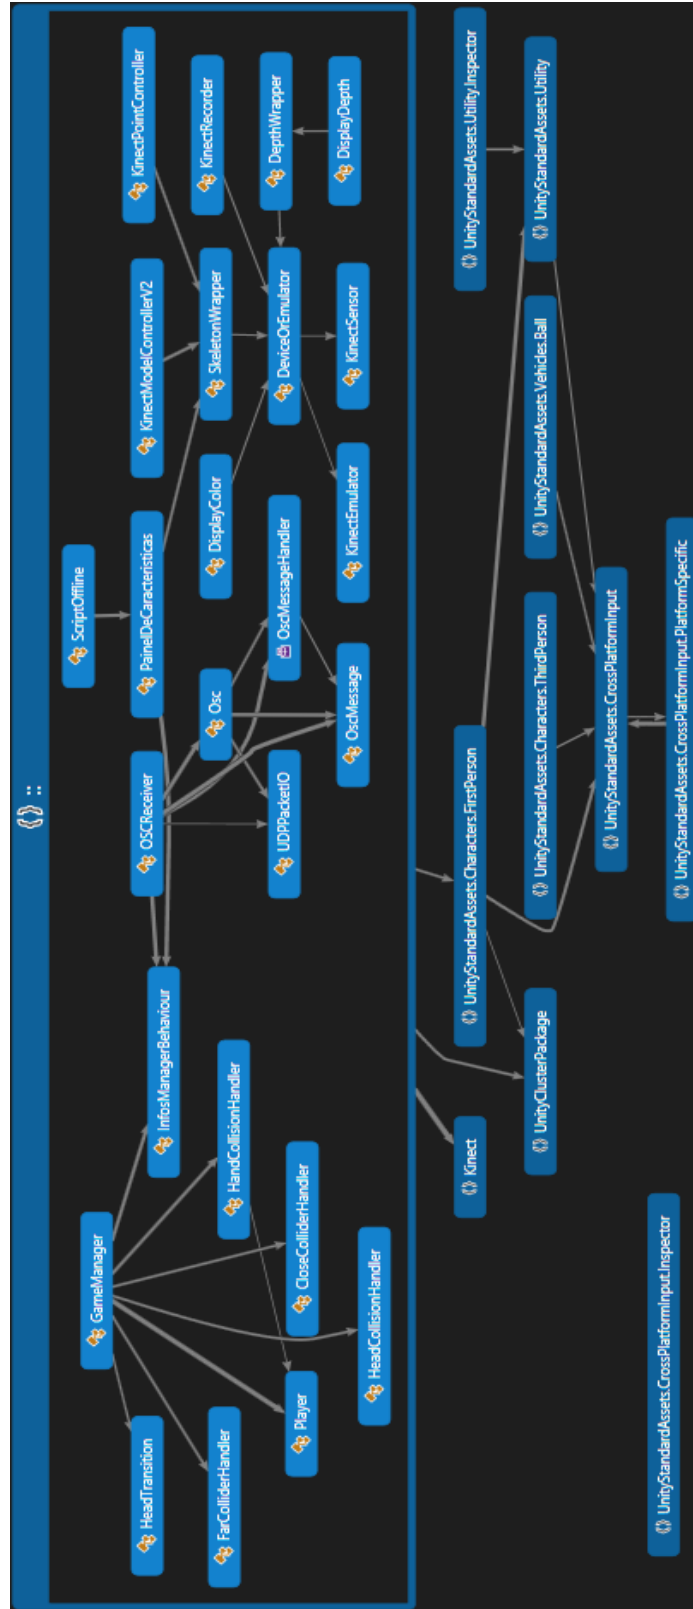 {} ::
ScriptOffline
GameManager
HeadTransition
OSCReceiver
PainelDeCaracteristicas
KinectModelControllerV2
KinectPointController
InfosManagerBehaviour
FarColliderHandler
HandCollisionHandler
Osc
DisplayColor
SkeletonWrapper
KinectRecorder
Player
CloseColliderHandler
UDPPacketIO
OscMessageHandler
DeviceOrEmulator
DepthWrapper
HeadCollisionHandler
OscMessage
KinectEmulator
KinectSensor
DisplayDepth
Kinect
UnityStandardAssets.Characters.FirstPerson
UnityStandardAssets.Utility.Inspector
UnityClusterPackage
UnityStandardAssets.Characters.ThirdPerson
UnityStandardAssets.Vehicles.Ball
UnityStandardAssets.Utility
UnityStandardAssets.CrossPlatformInput
UnityStandardAssets.CrossPlatformInput.Inspector
UnityStandardAssets.CrossPlatformInput.PlatformSpecific